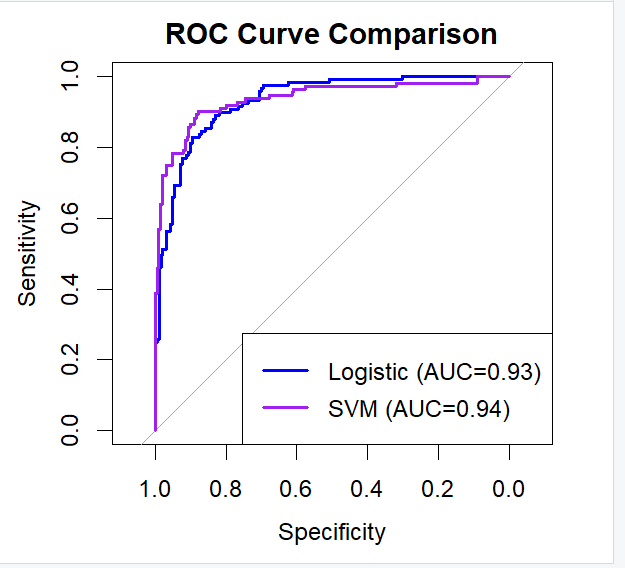 ROC Curve Comparison
Sensitivity
1.0
0.8
0.6
0.4
0.2
0.0
Logistic (AUC=0.93)
SVM (AUC=0.94)
1.0 0.8 0.6 0.4 0.2 0.0
Specificity